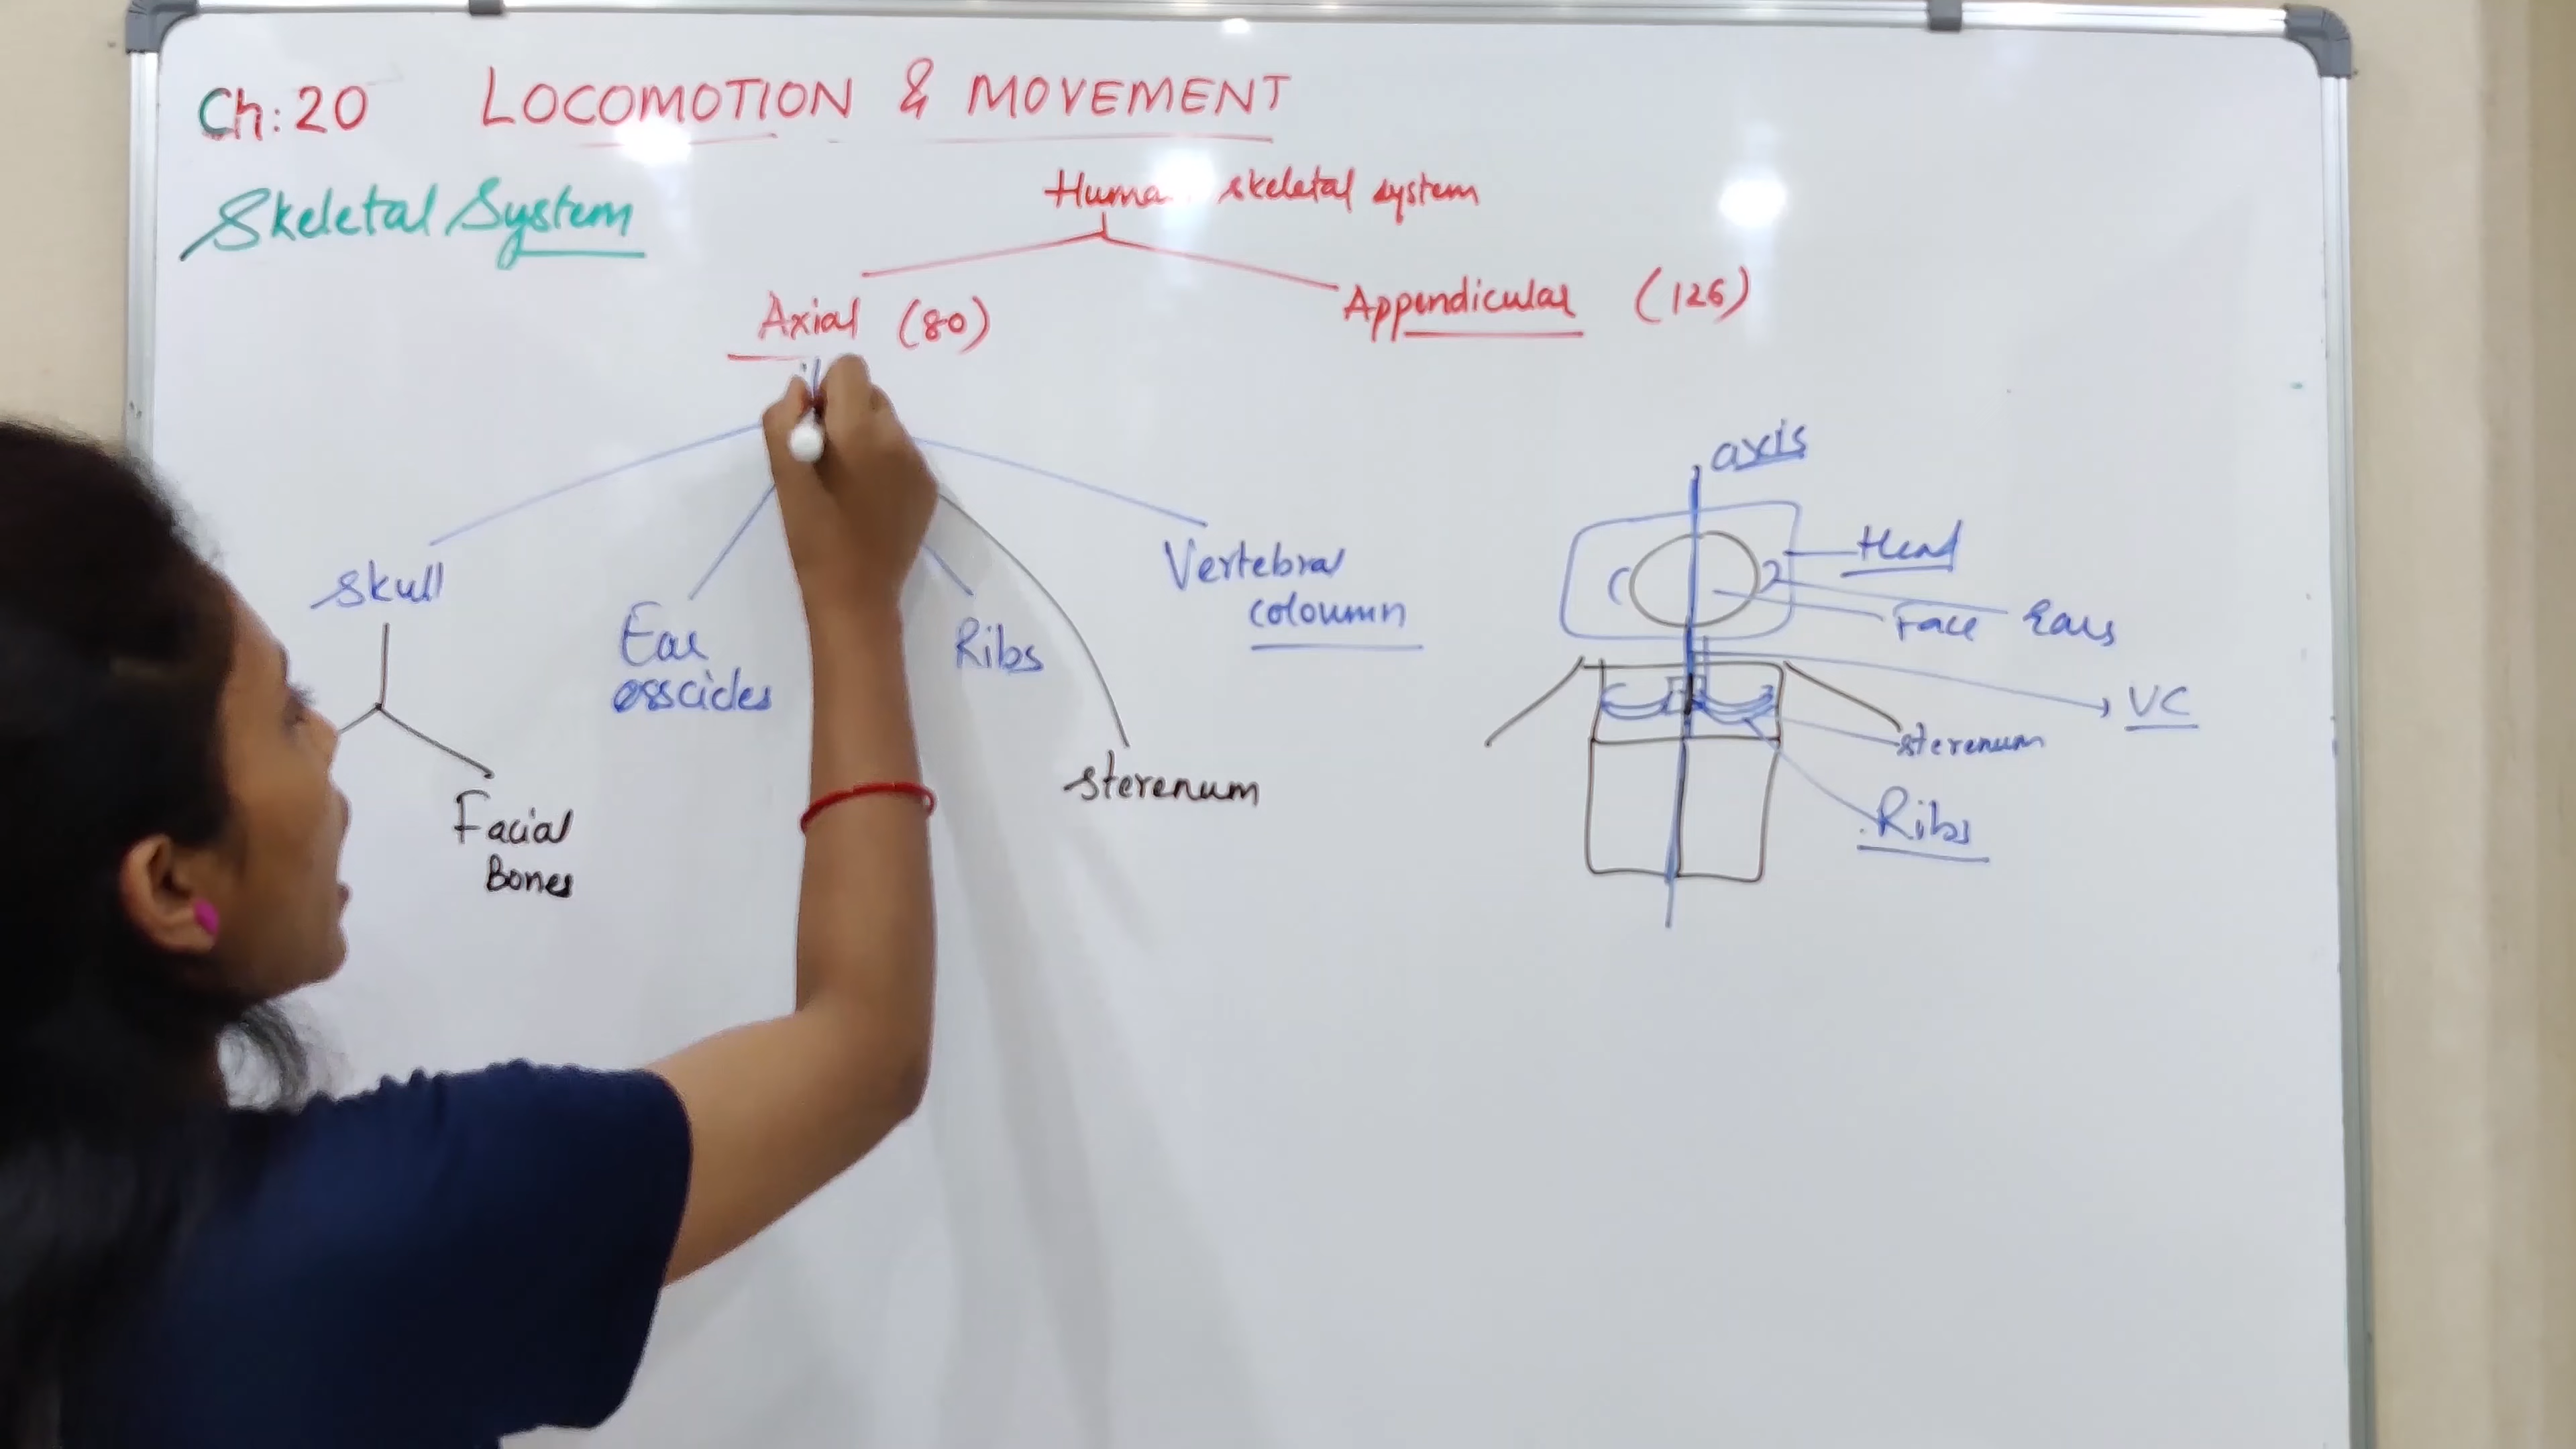 Ch: 20 LOCOMOTION & MOVEMENT
Skeletal System
Human skeletal system
Axial (80)
Appendicular (126)
Skull
Ear
osscicles
Ribs
Vertebral
coloumn
sterenum
Facial
Bones
axis
Head
Face
Ears
VC
sterenum
Ribs